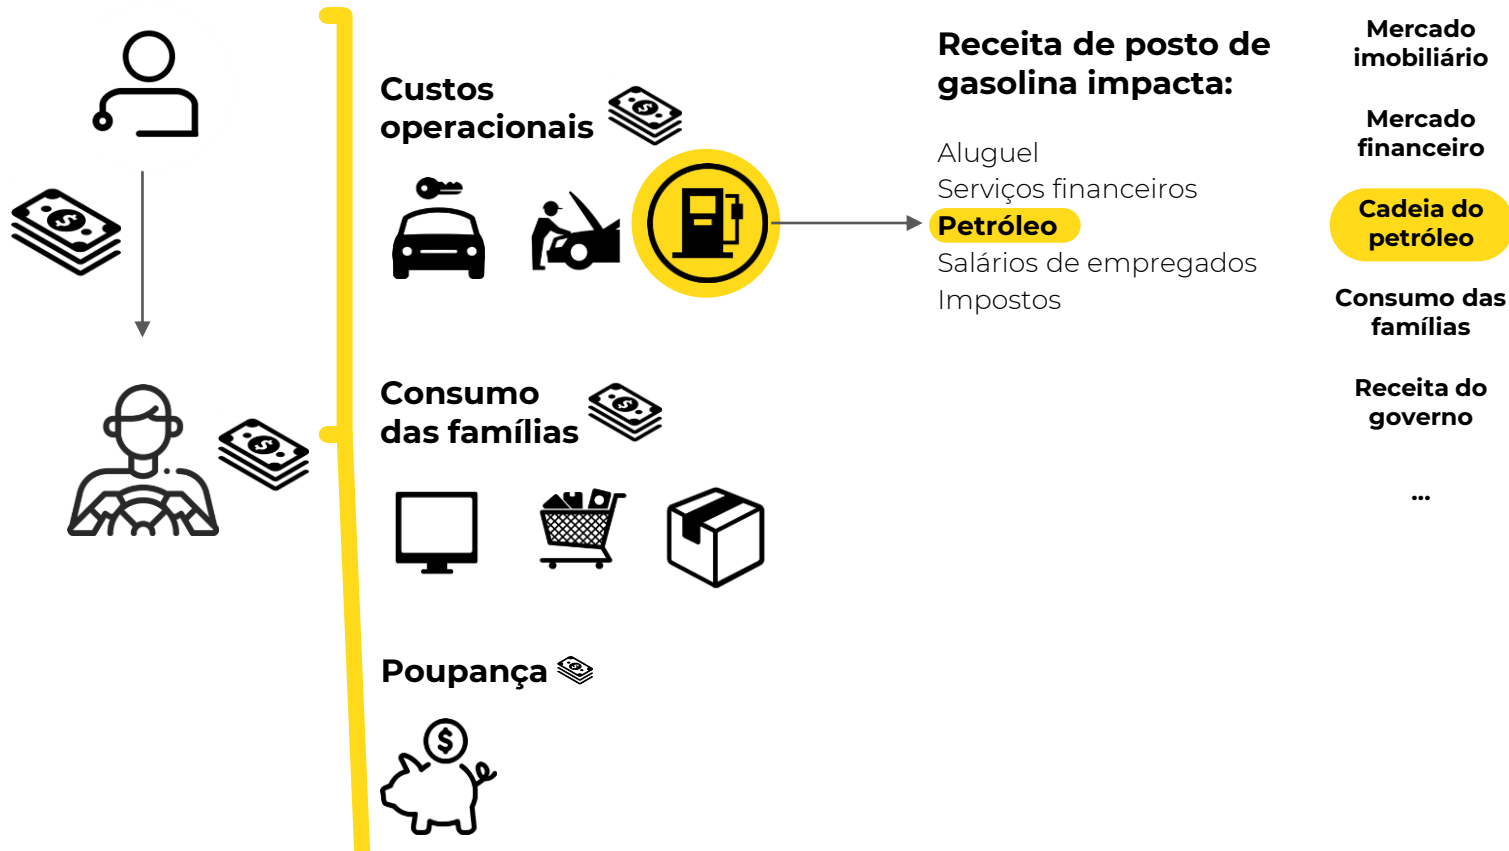 Custos
operacionais
Consumo
das famílias
Poupança
$
Receita de posto de
gasolina impacta:
Aluguel
Serviços financeiros
Petróleo
Salários de empregados
Impostos
Mercado
imobiliário
Mercado
financeiro
Cadeia do
petróleo
Consumo das
famílias
Receita do
governo
...